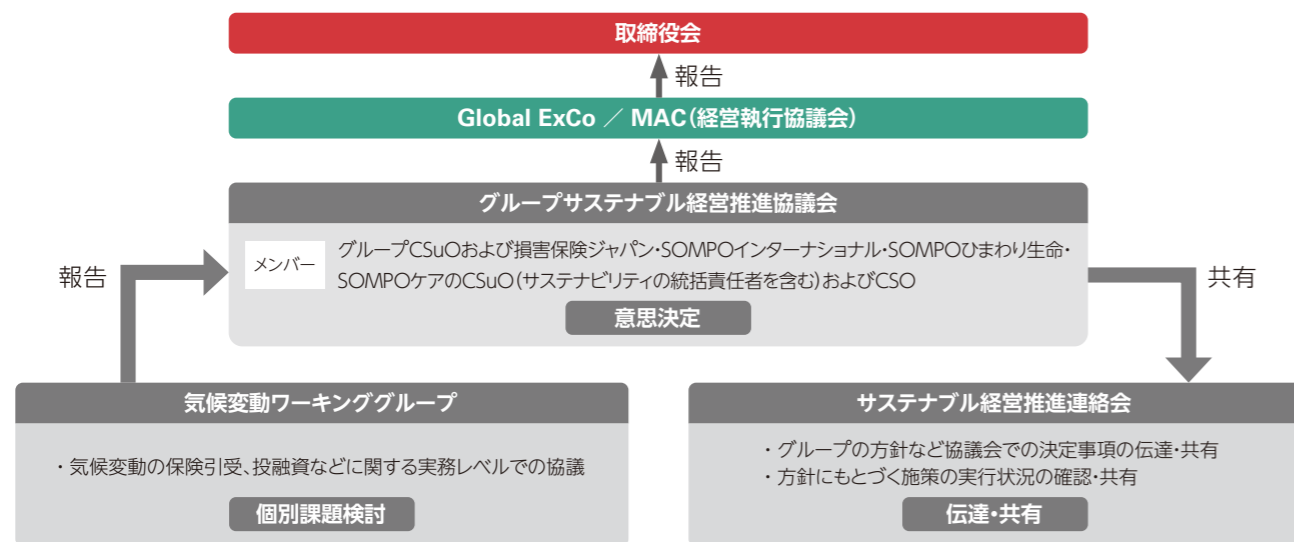 取締役会
報告
Global ExCo ／ MAC（経営執行協議会）
報告
グループサステナブル経営推進協議会
メンバー
グループCSuOおよび損害保険ジャパン・SOMPOインターナショナル・SOMPOひまわり生命・
SOMPOケアのCSuO（サステナビリティの統括責任者を含む）およびCSO
意思決定
報告
共有
気候変動ワーキンググループ
・気候変動の保険引受、投融資などに関する実務レベルでの協議
個別課題検討
サステナブル経営推進連絡会
・グループの方針など協議会での決定事項の伝達・共有
・方針にもとづく施策の実行状況の確認・共有
伝達・共有